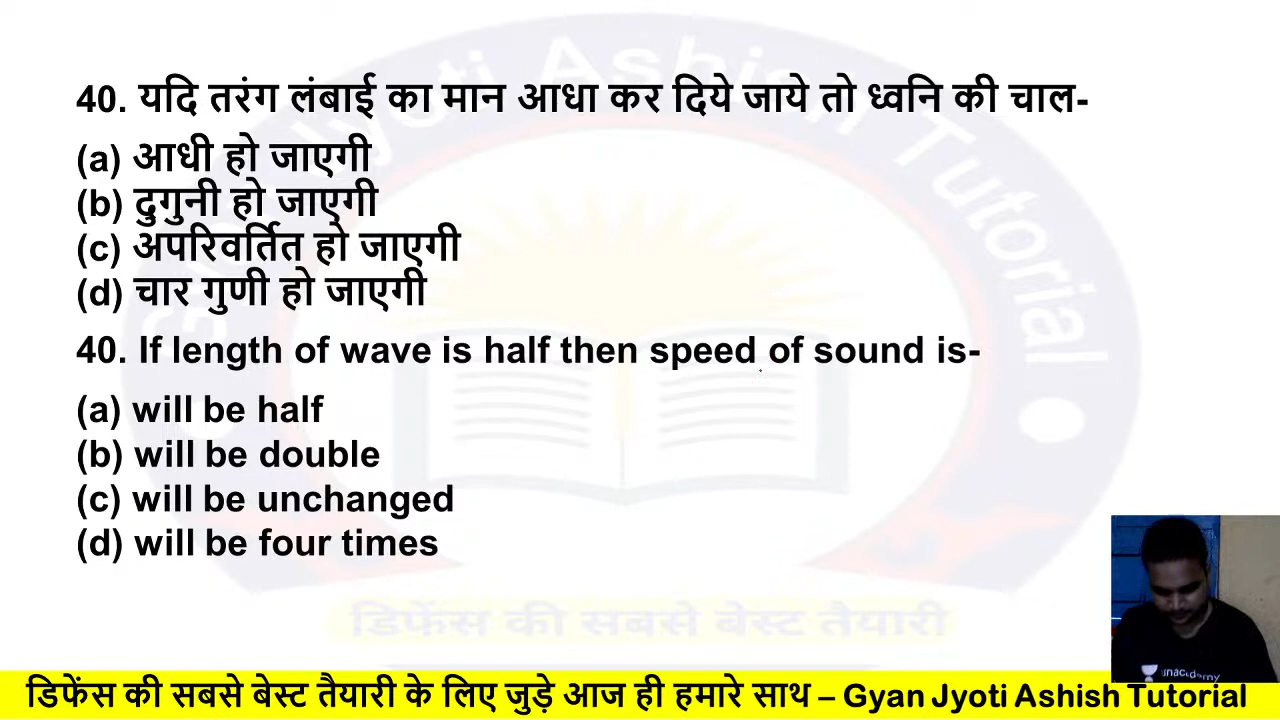 40. यदि तरंग लंबाई का मान आधा कर दिये जाये तो ध्वनि की चाल-
(a) आधी हो जाएगी
(b) दुगुनी हो जाएगी
(c) अपरिवर्तित हो जाएगी
(d) चार गुणी हो जाएगी
40. If length of wave is half then speed of sound is-
(a) will be half
(b) will be double
(c) will be unchanged
(d) will be four times
डिफेंस की सबसे बेस्ट तैयारी
unacademy
डिफेंस की सबसे बेस्ट तैयारी के लिए जुड़े आज ही हमारे साथ – Gyan Jyoti Ashish Tutorial